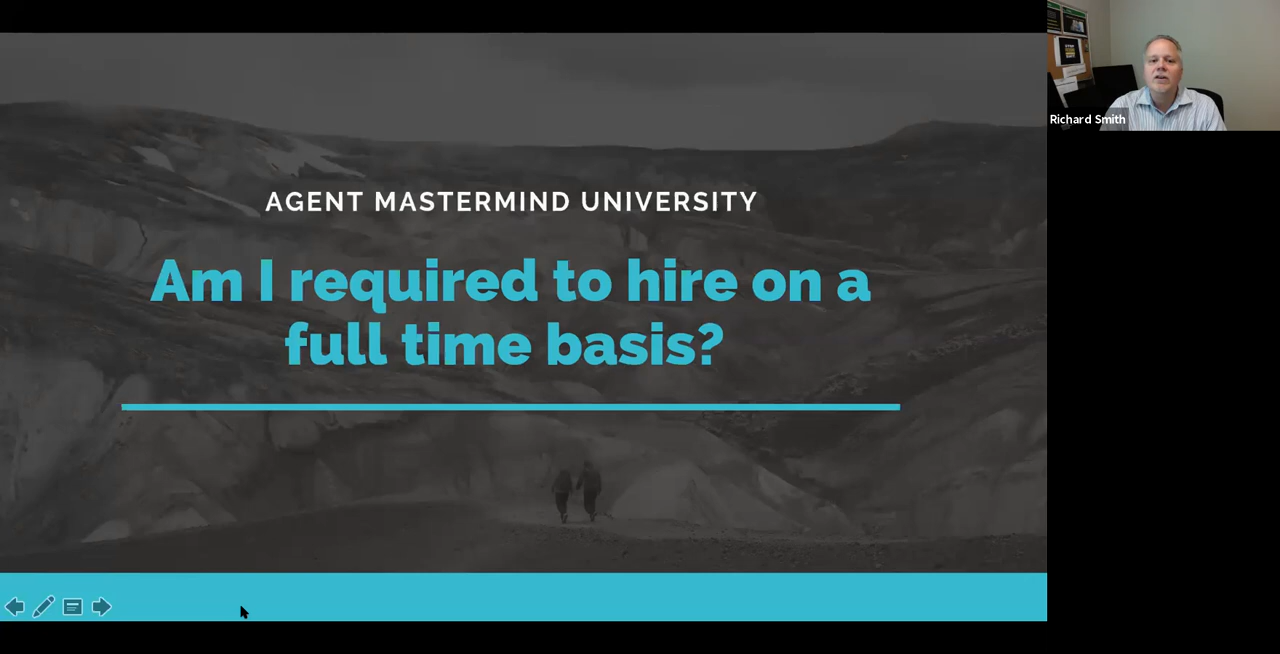 AGENT MASTERMIND UNIVERSITY
Am I required to hire on a
full time basis?
Richard Smith